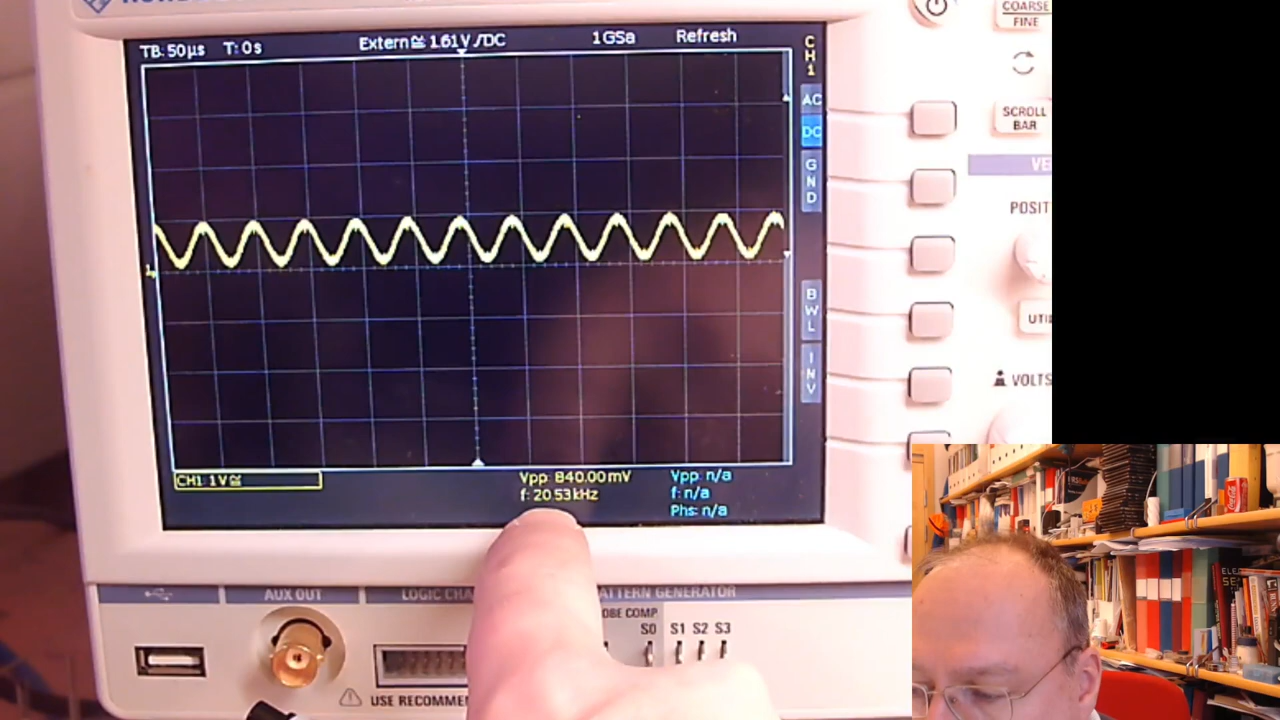 TB: 50µs T: 0s Extern≅ 1.61V / DC 1GSa Refresh
CH1
AC
DC
GND
BWL
INV
CH1: 1V≅
Vpp: 840.00mV
f: 20.53kHz
Vpp: n/a
f: n/a
Phs: n/a
COARSE
FINE
SCROLL
BAR
VE
POSIT
UTI
VOLTS
AUX OUT
LOGIC CHA
ATTERN GENERATOR
OBE COMP.
S0 S1 S2 S3
USE RECOMME